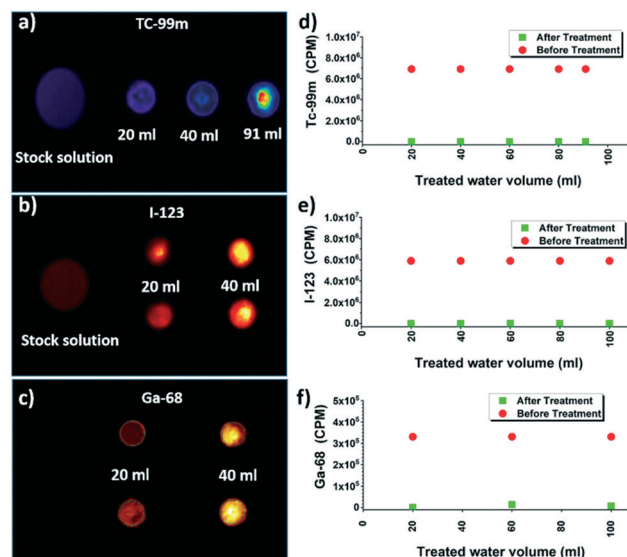 a)
TC-99m
20 ml
40 ml
91 ml
Stock solution
b)
I-123
20 ml
40 ml
Stock solution
c)
Ga-68
20 ml
40 ml
d)
After Treatment
Before Treatment
Tc-99m (CPM)
1.0x10⁷
8.0x10⁶
6.0x10⁶
4.0x10⁶
2.0x10⁶
0.0
0
20
40
60
80
100
Treated water volume (ml)
e)
After Treatment
Before Treatment
I-123 (CPM)
1.0x10⁷
8.0x10⁶
6.0x10⁶
4.0x10⁶
2.0x10⁶
0.0
0
20
40
60
80
100
Treated water volume (ml)
f)
After Treatment
Before Treatment
Ga-68 (CPM)
5x10⁵
4x10⁵
3x10⁵
2x10⁵
1x10⁵
0
0
20
40
60
80
100
Treated water volume (ml)